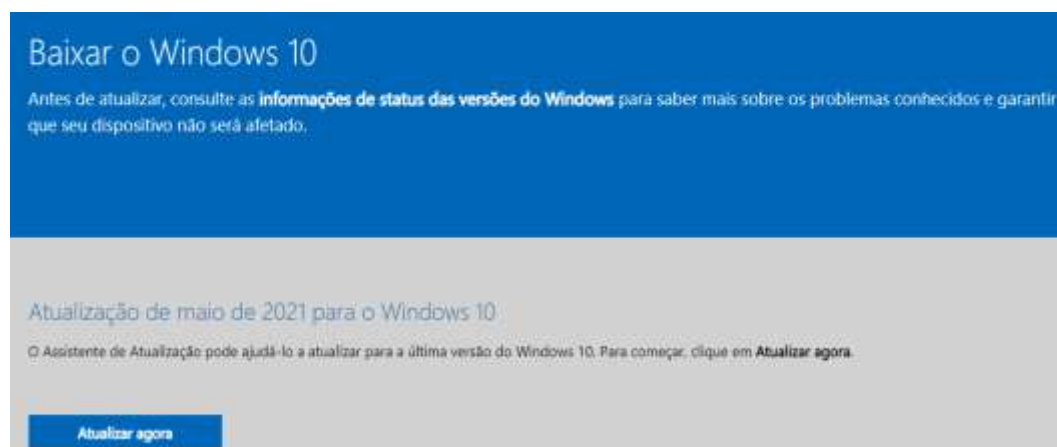 Baixar o Windows 10
Antes de atualizar, consulte as informações de status das versões do Windows para saber mais sobre os problemas conhecidos e garantir
que seu dispositivo não será afetado.
Atualização de maio de 2021 para o Windows 10
O Assistente de Atualização pode ajudá-lo a atualizar para a última versão do Windows 10. Para começar, clique em Atualizar agora.
Atualizar agora